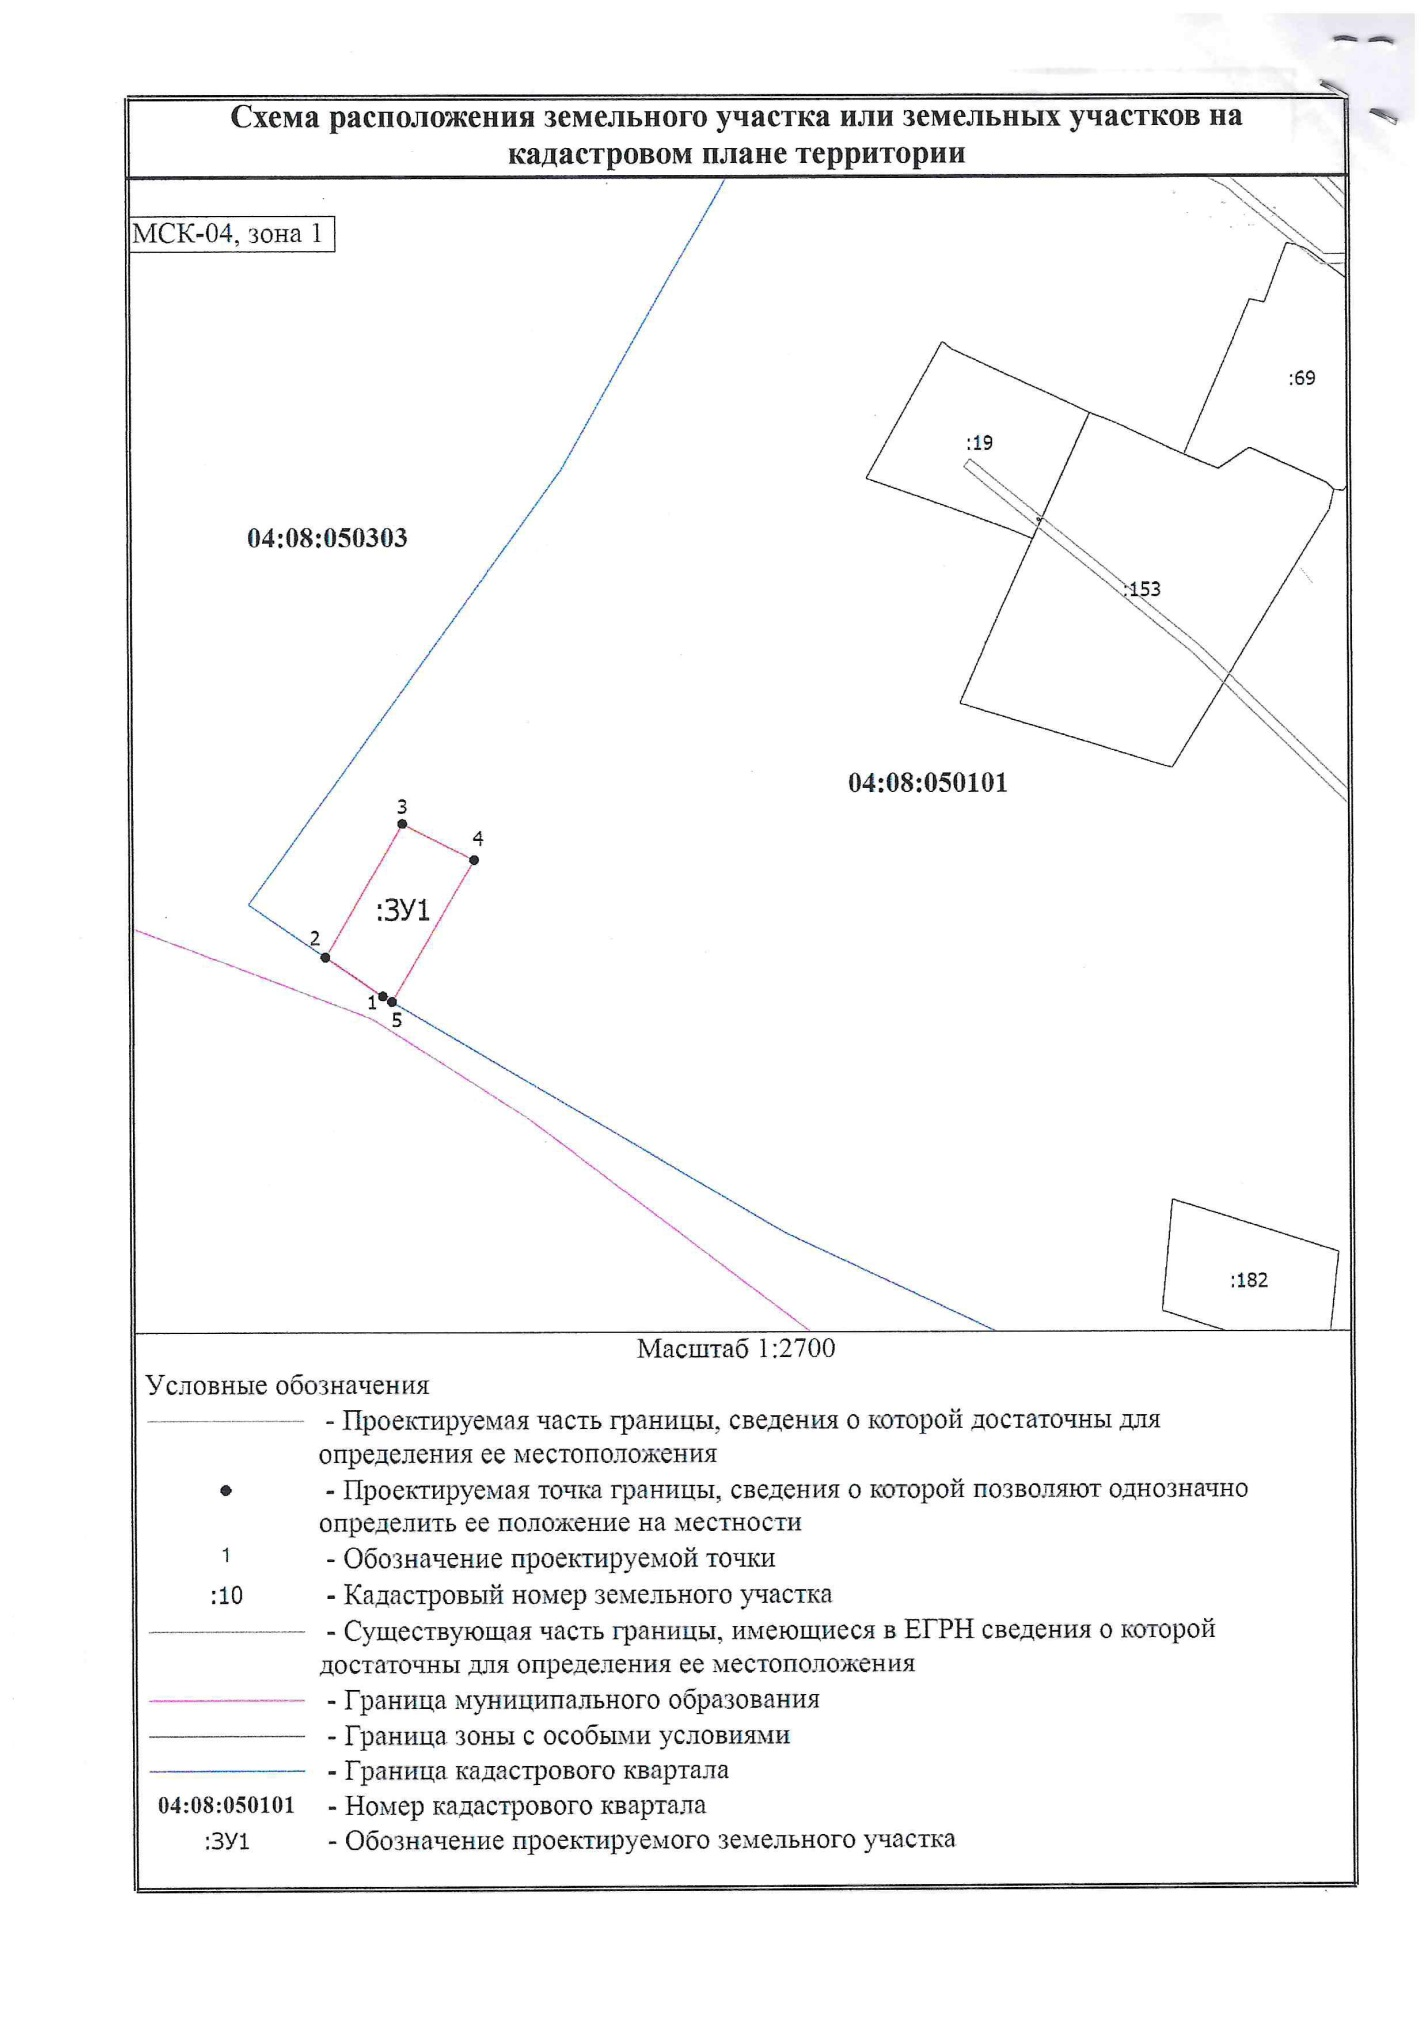 Схема расположения земельного участка или земельных участков на
кадастровом плане территории
МСК-04, зона 1
:69
:19
04:08:050303
:153
04:08:050101
3
4
:ЗУ1
2
1
5
:182
Масштаб 1:2700
Условные обозначения
- Проектируемая часть границы, сведения о которой достаточны для
определения ее местоположения
- Проектируемая точка границы, сведения о которой позволяют однозначно
определить ее положение на местности
1 - Обозначение проектируемой точки
:10 - Кадастровый номер земельного участка
- Существующая часть границы, имеющиеся в ЕГРН сведения о которой
достаточны для определения ее местоположения
- Граница муниципального образования
- Граница зоны с особыми условиями
- Граница кадастрового квартала
04:08:050101 - Номер кадастрового квартала
:ЗУ1 - Обозначение проектируемого земельного участка